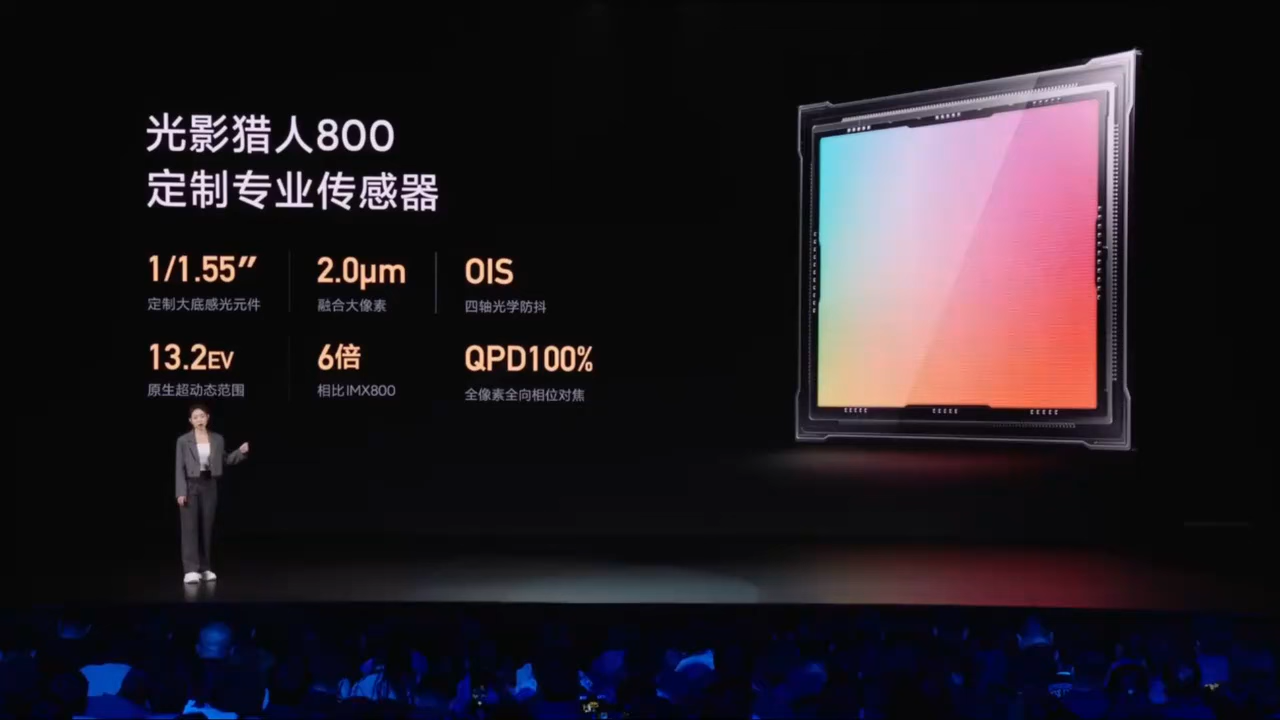 光影猎人800
定制专业传感器
1/1.55″
定制大底感光元件
2.0μm
融合大像素
OIS
四轴光学防抖
13.2EV
原生超动态范围
6倍
相比IMX800
QPD100%
全像素全向相位对焦